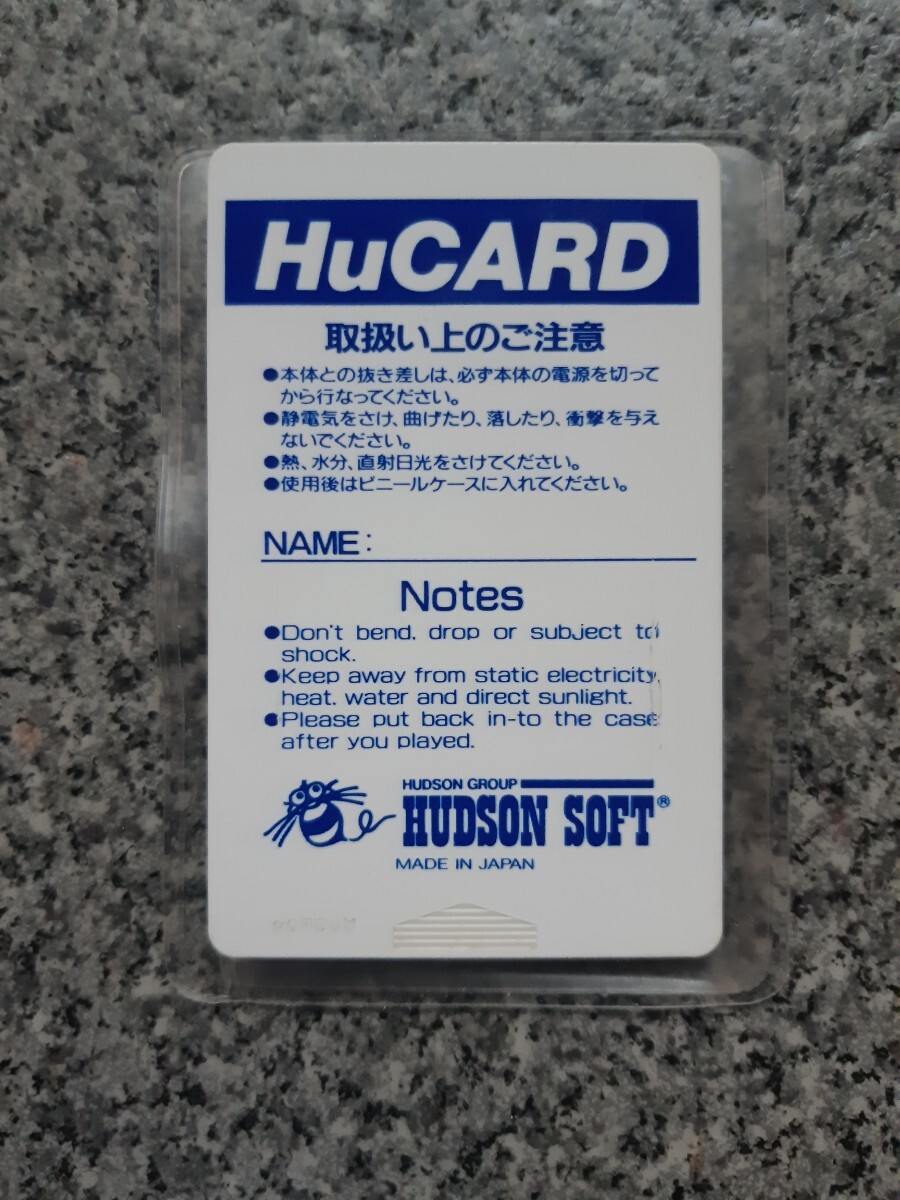 HuCARD
取扱い上のご注意
●本体との抜き差しは、必ず本体の電源を切って
から行なってください。
●静電気をさけ、曲げたり、落したり、衝撃を与え
ないでください。
●熱、水分、直射日光をさけてください。
●使用後はビニールケースに入れてください。
NAME:
Notes
●Don't bend, drop or subject to
shock.
●Keep away from static electricity,
heat, water and direct sunlight.
●Please put back in-to the case
after you played.
HUDSON GROUP
HUDSON SOFT®
MADE IN JAPAN